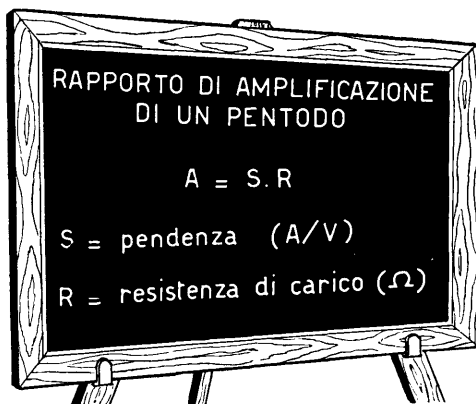 RAPPORTO DI AMPLIFICAZIONE
DI UN PENTODO
A = S.R
S = pendenza (A/V)
R = resistenza di carico (Ω)